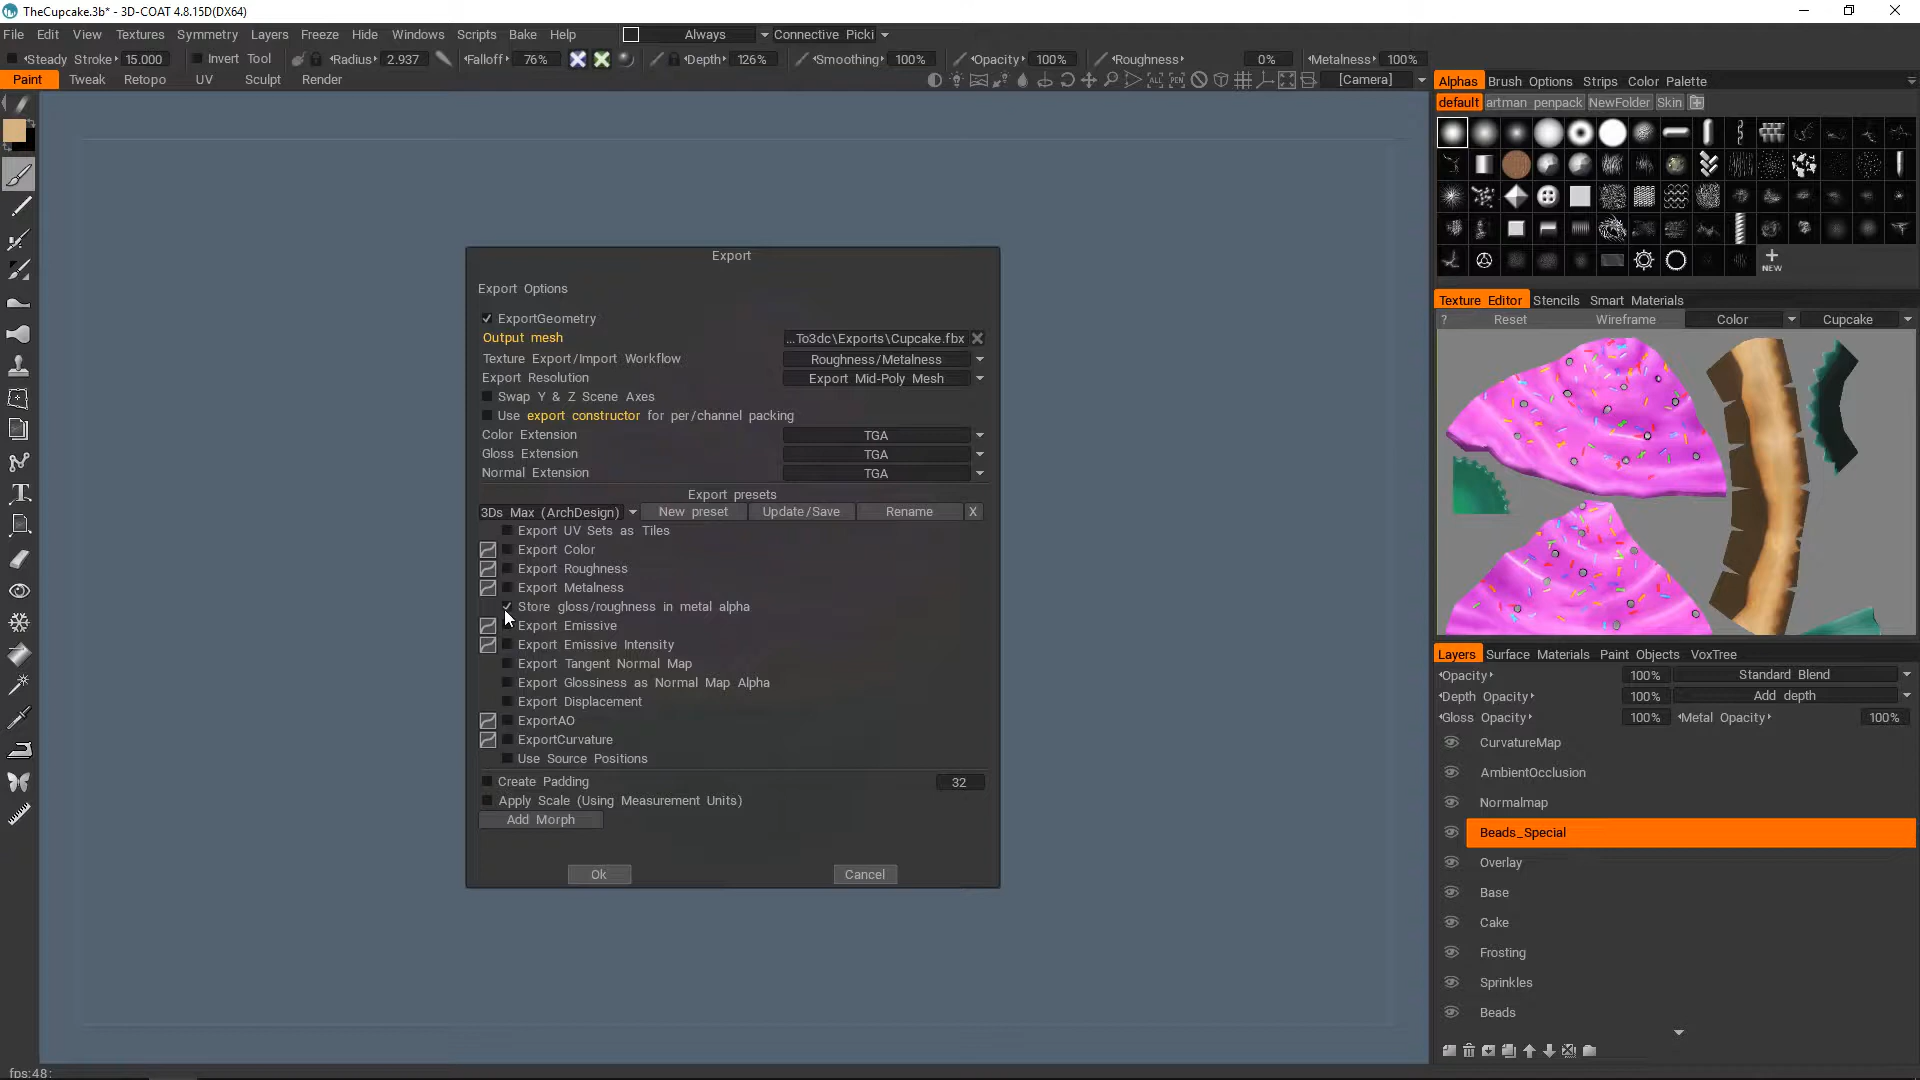 TheCupcake.3b* - 3D-COAT 4.8.15D(DX64)
File Edit View Textures Symmetry Layers Freeze Hide Windows Scripts Bake Help Always Connective Picki
Steady Stroke 15.000 Invert Tool Radius 2.937 Falloff 76% Depth 126% Smoothing 100% Opacity 100% Roughness 0% Metalness 100%
Paint Tweak Retopo UV Sculpt Render [Camera]
Alphas Brush Options Strips Color Palette
default artman penpack NewFolder Skin
NEW
Texture Editor Stencils Smart Materials
? Reset Wireframe Color Cupcake
Export
Export Options
ExportGeometry
Output mesh ...To3dc\Exports\Cupcake.fbx
Texture Export/Import Workflow Roughness/Metalness
Export Resolution Export Mid-Poly Mesh
Swap Y & Z Scene Axes
Use export constructor for per/channel packing
Color Extension TGA
Gloss Extension TGA
Normal Extension TGA
Export presets
3Ds Max (ArchDesign) New preset Update/Save Rename X
Export UV Sets as Tiles
Export Color
Export Roughness
Export Metalness
Store gloss/roughness in metal alpha
Export Emissive
Export Emissive Intensity
Export Tangent Normal Map
Export Glossiness as Normal Map Alpha
Export Displacement
ExportAO
ExportCurvature
Use Source Positions
Create Padding 32
Apply Scale (Using Measurement Units)
Add Morph
Ok Cancel
Layers Surface Materials Paint Objects VoxTree
Opacity 100% Standard Blend
Depth Opacity 100% Add depth
Gloss Opacity 100% Metal Opacity 100%
CurvatureMap
AmbientOcclusion
Normalmap
Beads_Special
Overlay
Base
Cake
Frosting
Sprinkles
Beads
fps:48: